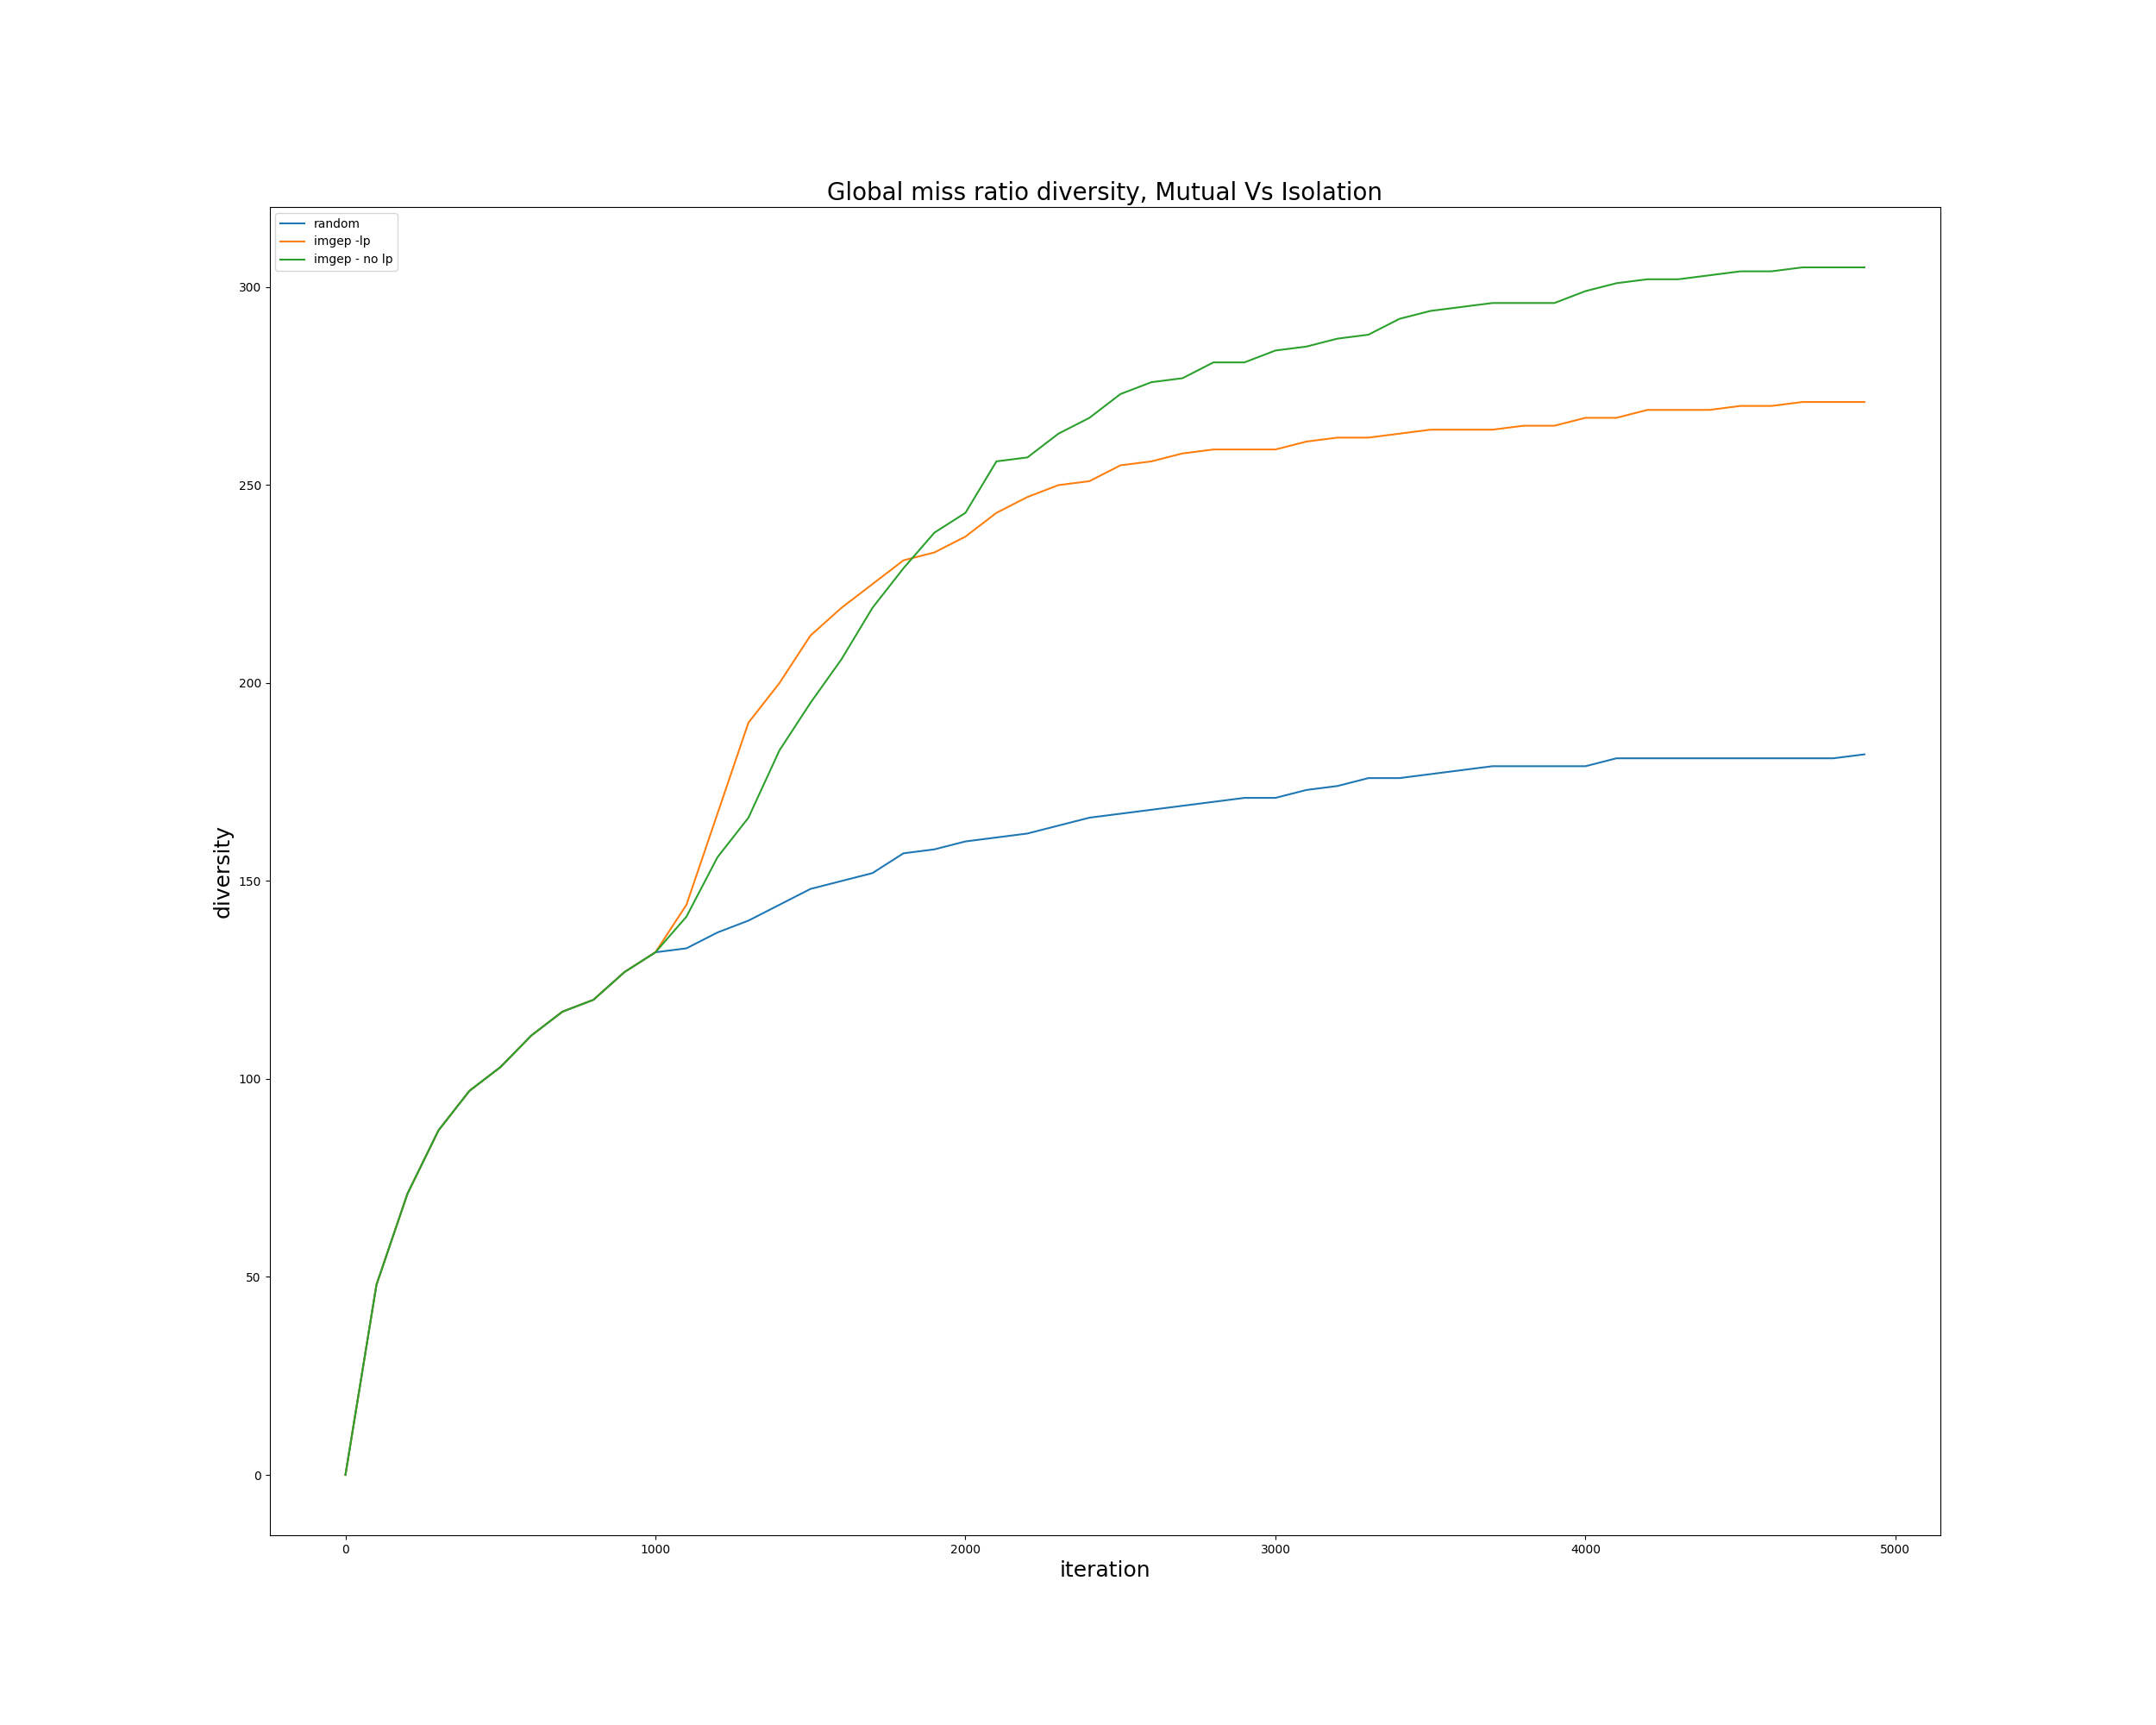 Global miss ratio diversity, Mutual Vs Isolation
random
imgep -lp
imgep - no lp
300
250
200
150
100
50
0
diversity
0 1000 2000 3000 4000 5000
iteration